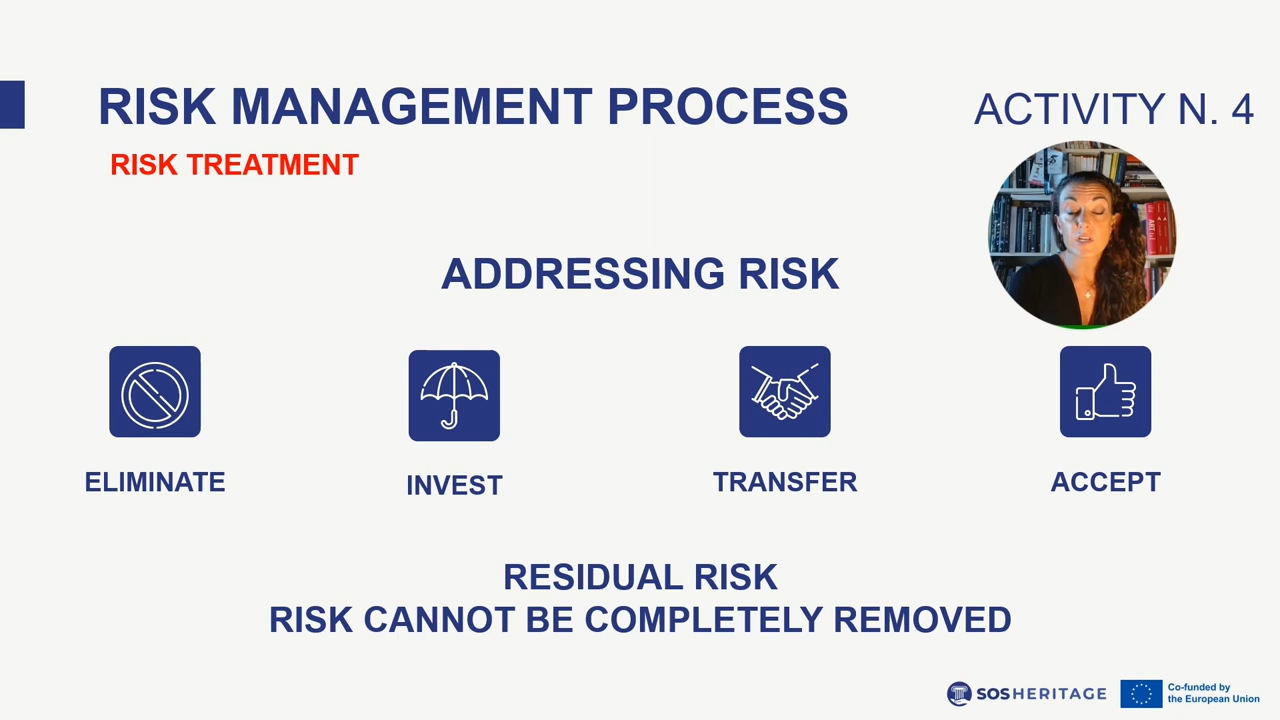 RISK MANAGEMENT PROCESS
ACTIVITY N. 4
RISK TREATMENT
ADDRESSING RISK
ELIMINATE
INVEST
TRANSFER
ACCEPT
RESIDUAL RISK
RISK CANNOT BE COMPLETELY REMOVED
SOSHERITAGE
Co-funded by
the European Union